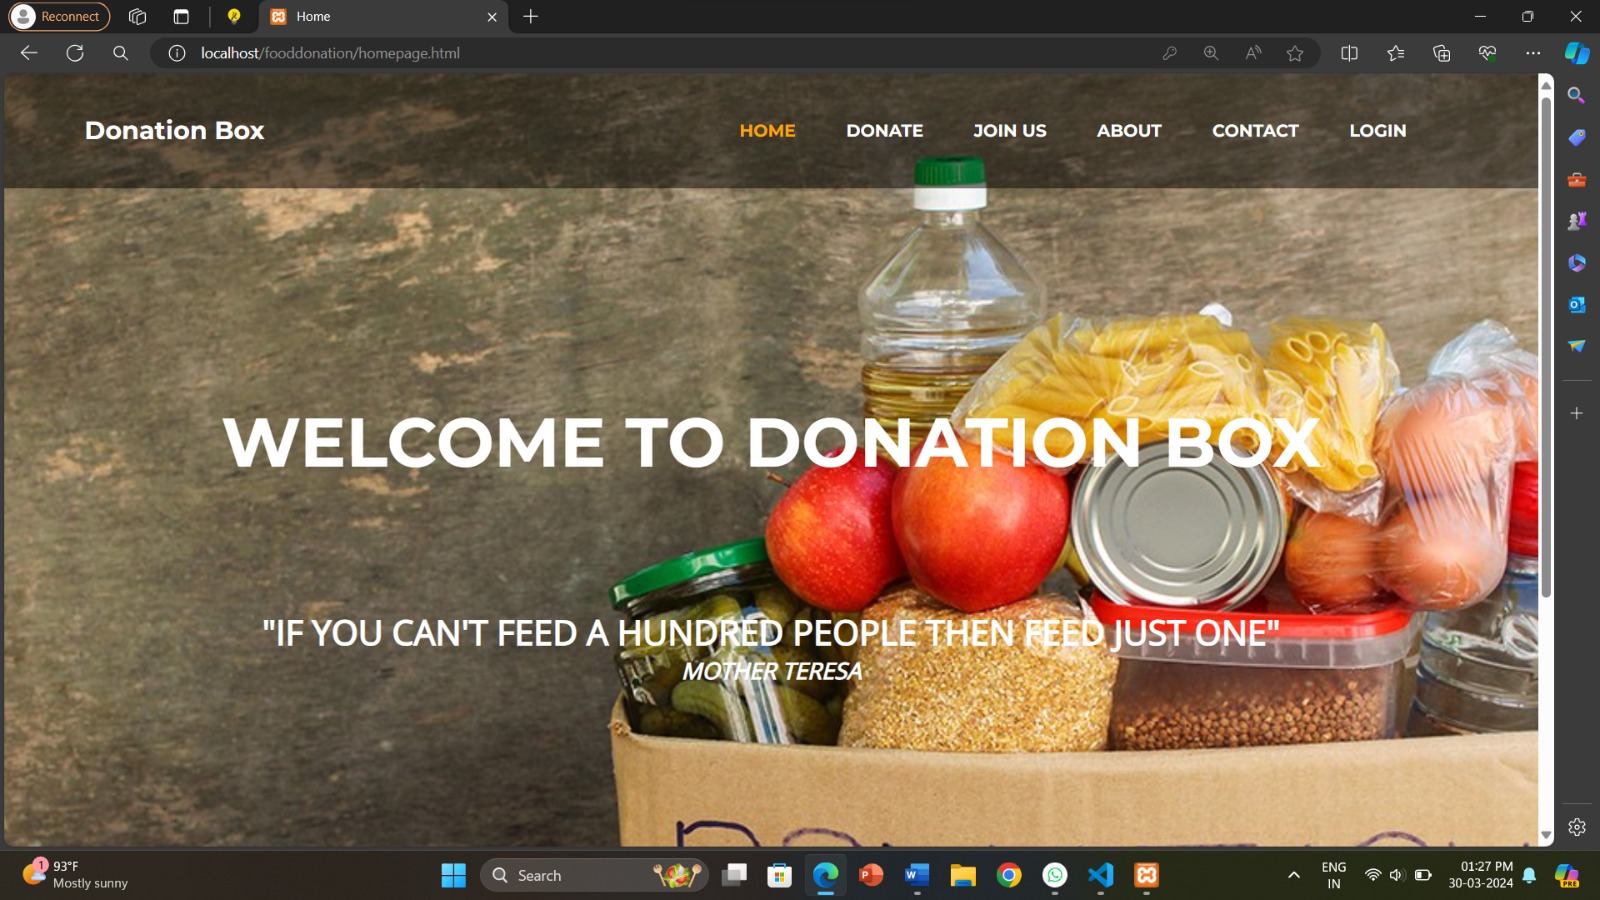 Reconnect
Home
localhost/fooddonation/homepage.html
Donation Box
HOME DONATE JOIN US ABOUT CONTACT LOGIN
WELCOME TO DONATION BOX
"IF YOU CAN'T FEED A HUNDRED PEOPLE THEN FEED JUST ONE"
MOTHER TERESA
1
93°F
Mostly sunny
Search
ENG
IN
01:27 PM
30-03-2024
PRE